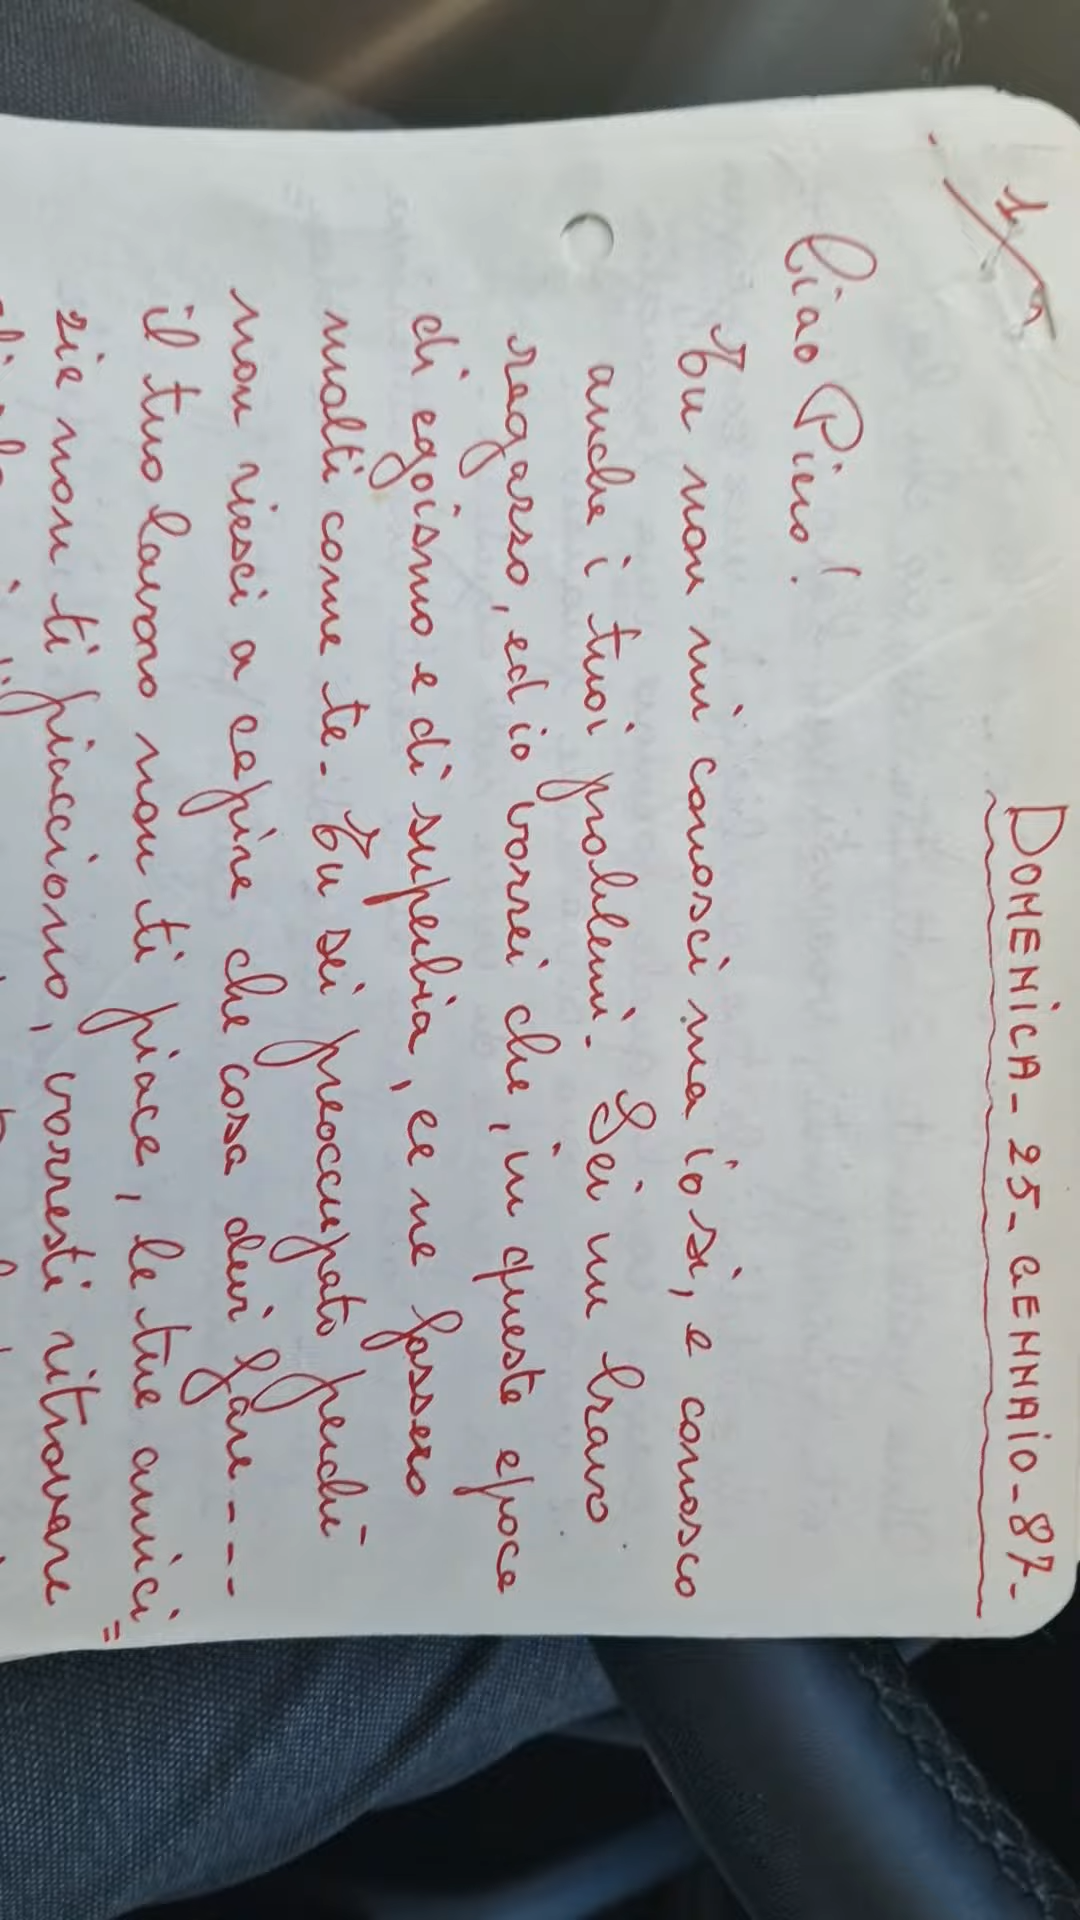 DOMENICA - 25 - GENNAIO - 87 -
Ciao Piero!
Tu non mi conosci ma io si, e conosco
anche i tuoi problemi. Sei un bravo
ragazzo, ed io vorrei che, in queste epoca
di egoismo e di superbia, ce ne fossero
molti come te. Tu sei preoccupato perché
non riesci a capire che cosa devi fare ---
il tuo lavoro non ti piace, le tue amici=
zie non ti piacciono, vorresti ritrovare